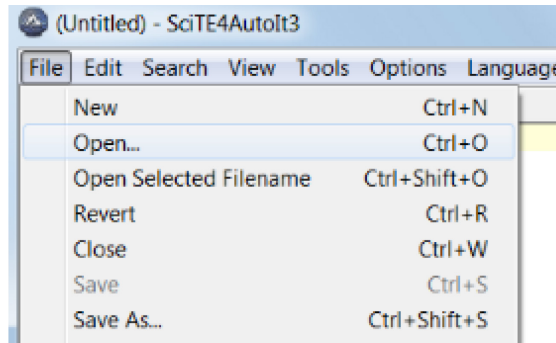 (Untitled) - SciTE4AutoIt3
File Edit Search View Tools Options Language
New Ctrl+N
Open... Ctrl+O
Open Selected Filename Ctrl+Shift+O
Revert Ctrl+R
Close Ctrl+W
Save Ctrl+S
Save As... Ctrl+Shift+S